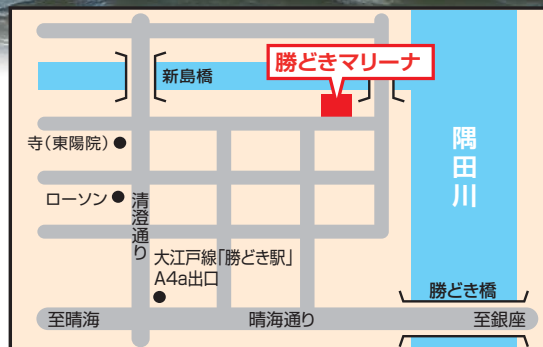 新島橋
勝どきマリーナ
寺(東陽院)
ローソン
清澄通り
隅田川
大江戸線「勝どき駅」
A4a出口
勝どき橋
至晴海
晴海通り
至銀座